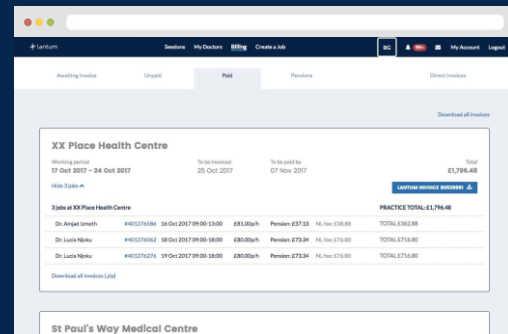 lantum
Sessions My Doctors Billing Create a Job BG 99+ My Account Logout
Awaiting Invoice Unpaid Paid Pensions Direct Invoices
Download all invoices
XX Place Health Centre
Working period To be invoiced To be paid by Total
17 Oct 2017 – 24 Oct 2017 25 Oct 2017 07 Nov 2017 £1,796.48
Hide 3 jobs LANTUM INVOICE
3 jobs at XX Place Health Centre PRACTICE TOTAL: £1,796.48
Dr. Amjad Izmeth #401276586 16 Oct 2017 09:00-13:00 £81.00p/h Pension: £37.13 NL fee: £38.88 TOTAL £362.88
Dr. Lucia Njoku #401276062 18 Oct 2017 09:00-18:00 £80.00p/h Pension: £73.34 NL fee: £76.80 TOTAL £716.80
Dr. Lucia Njoku #401276276 19 Oct 2017 09:00-18:00 £80.00p/h Pension: £73.34 NL fee: £76.80 TOTAL £716.80
Download all invoices (.zip)
St Paul's Way Medical Centre